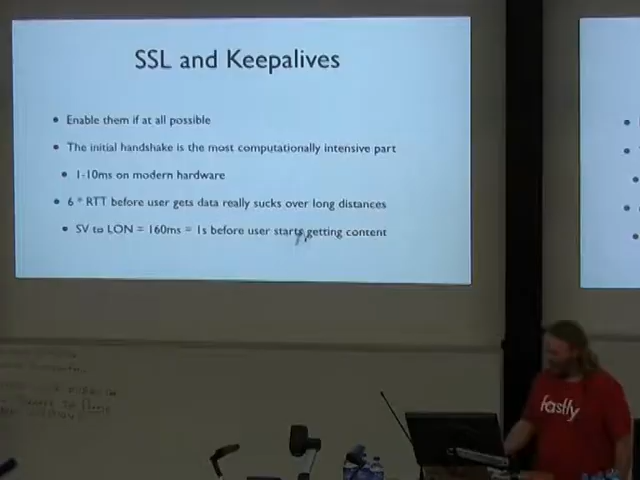 SSL and Keepalives
Enable them if at all possible
The initial handshake is the most computationally intensive part
1-10ms on modern hardware
6 * RTT before user gets data really sucks over long distances
SV to LON = 160ms = 1s before user starts getting content
fastly